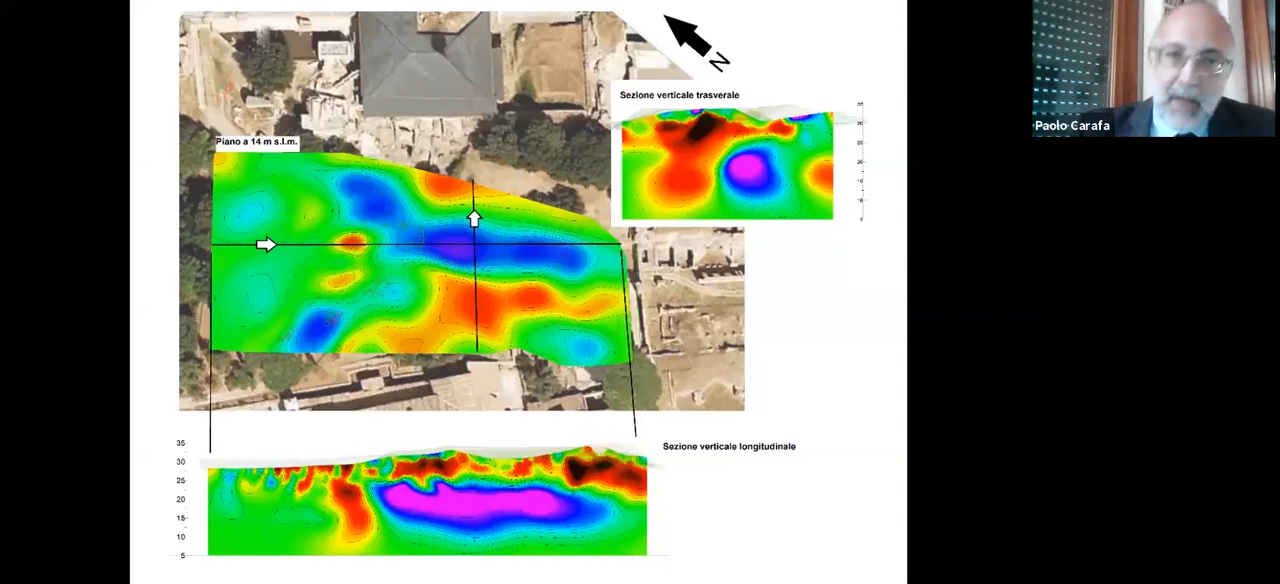 N
Sezione verticale trasverale
Piano a 14 m s.l.m.
Paolo Carafa
Sezione verticale longitudinale
35
30
25
20
15
10
5